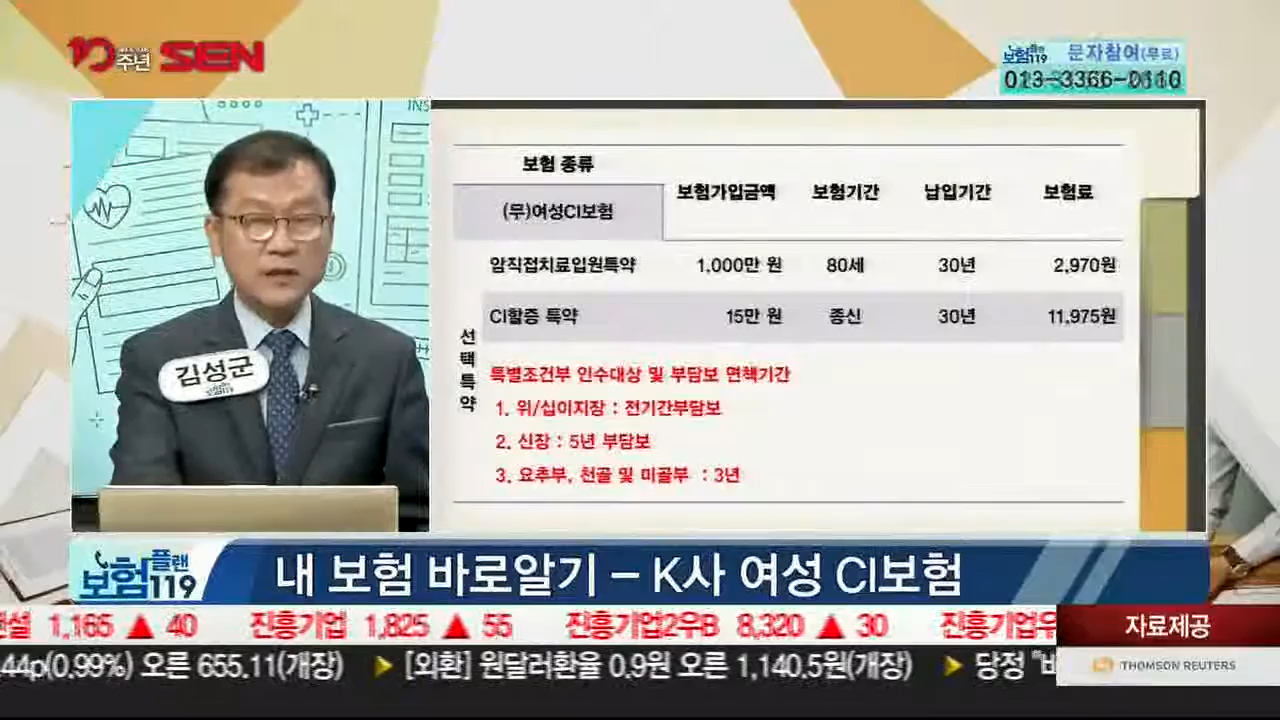 10주년 SEN
보험플랜119 문자참여(무료)
013-3366-0110
INS
보험 종류
(무)여성CI보험
보험가입금액 보험기간 납입기간 보험료
암직접치료입원특약 1,000만 원 80세 30년 2,970원
CI할증 특약 15만 원 종신 30년 11,975원
선택특약
특별조건부 인수대상 및 부담보 면책기간
1. 위/십이지장 : 전기간부담보
2. 신장 : 5년 부담보
3. 요추부, 천골 및 미골부 : 3년
김성군
보험플랜119
내 보험 바로알기 – K사 여성 CI보험
건설 1,165 ▲ 40 진흥기업 1,825 ▲ 55 진흥기업2우B 8,320 ▲ 30 진흥기업우
자료제공
44p(0.99%) 오른 655.11(개장) ▶ [외환] 원달러환율 0.9원 오른 1,140.5원(개장) ▶ 당정
THOMSON REUTERS